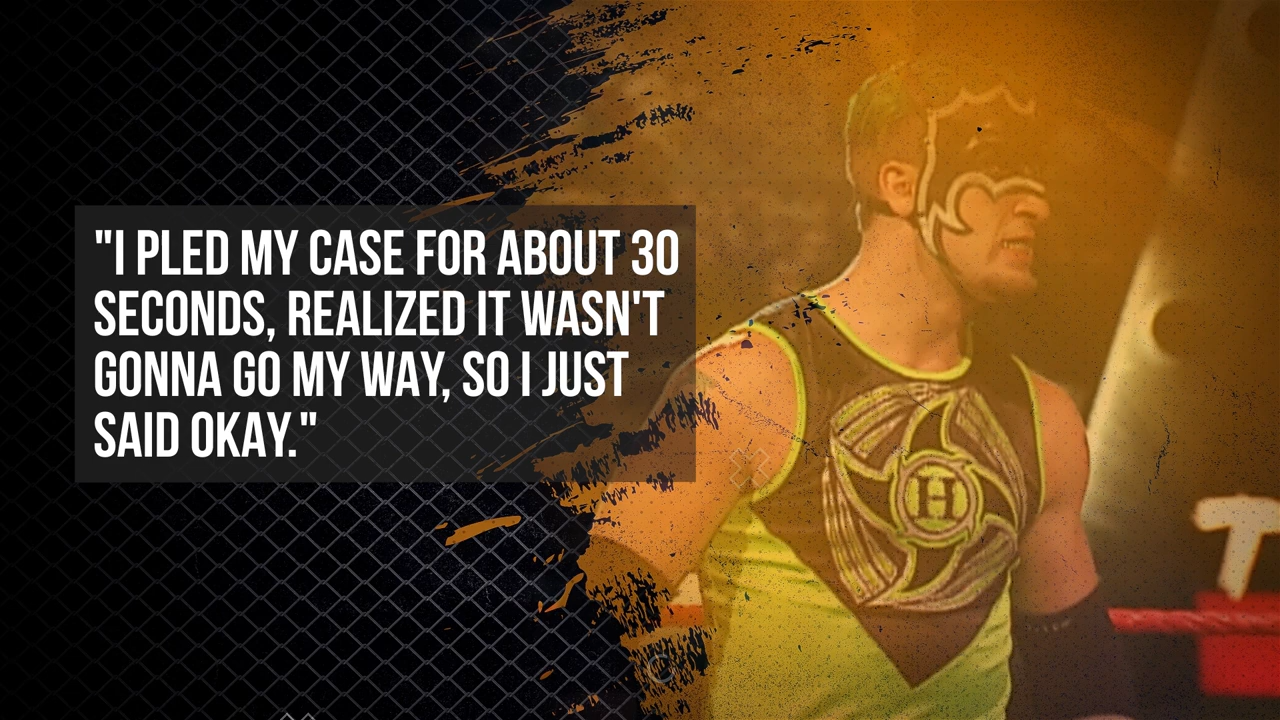 "I PLED MY CASE FOR ABOUT 30
SECONDS, REALIZED IT WASN'T
GONNA GO MY WAY, SO I JUST
SAID OKAY."
H